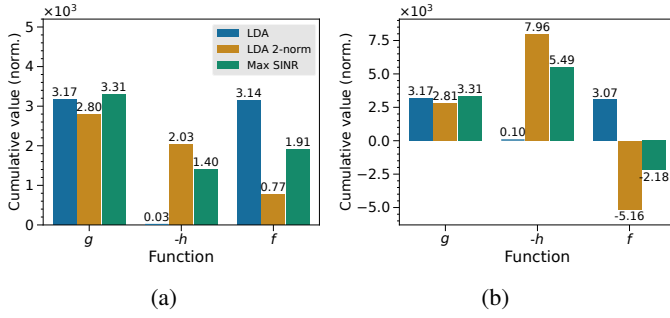 ×10³
Cumulative value (norm.)
5
4
3
2
1
0
LDA
LDA 2-norm
Max SINR
3.17
2.80
3.31
0.03
2.03
1.40
3.14
0.77
1.91
g
-h
f
Function
(a)
×10³
Cumulative value (norm.)
7.5
5.0
2.5
0.0
−2.5
−5.0
3.17
2.81
3.31
0.10
7.96
5.49
3.07
-5.16
-2.18
g
-h
f
Function
(b)